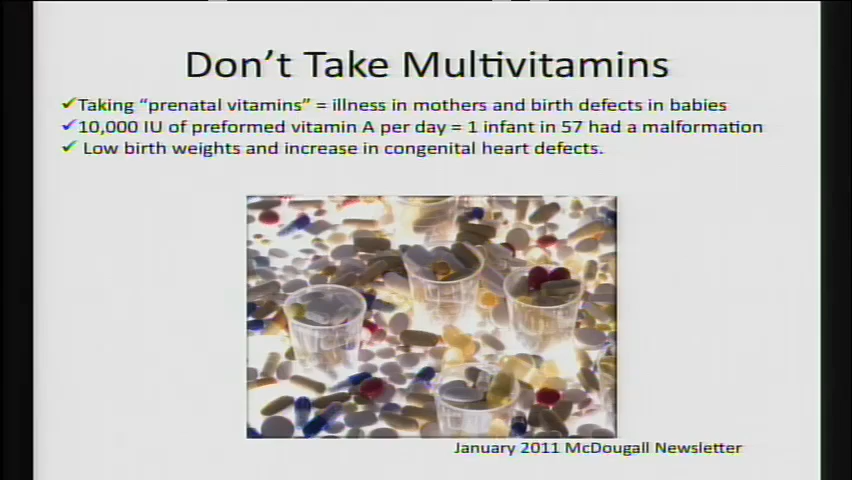 Don't Take Multivitamins
✓Taking “prenatal vitamins” = illness in mothers and birth defects in babies
✓10,000 IU of preformed vitamin A per day = 1 infant in 57 had a malformation
✓ Low birth weights and increase in congenital heart defects.
January 2011 McDougall Newsletter